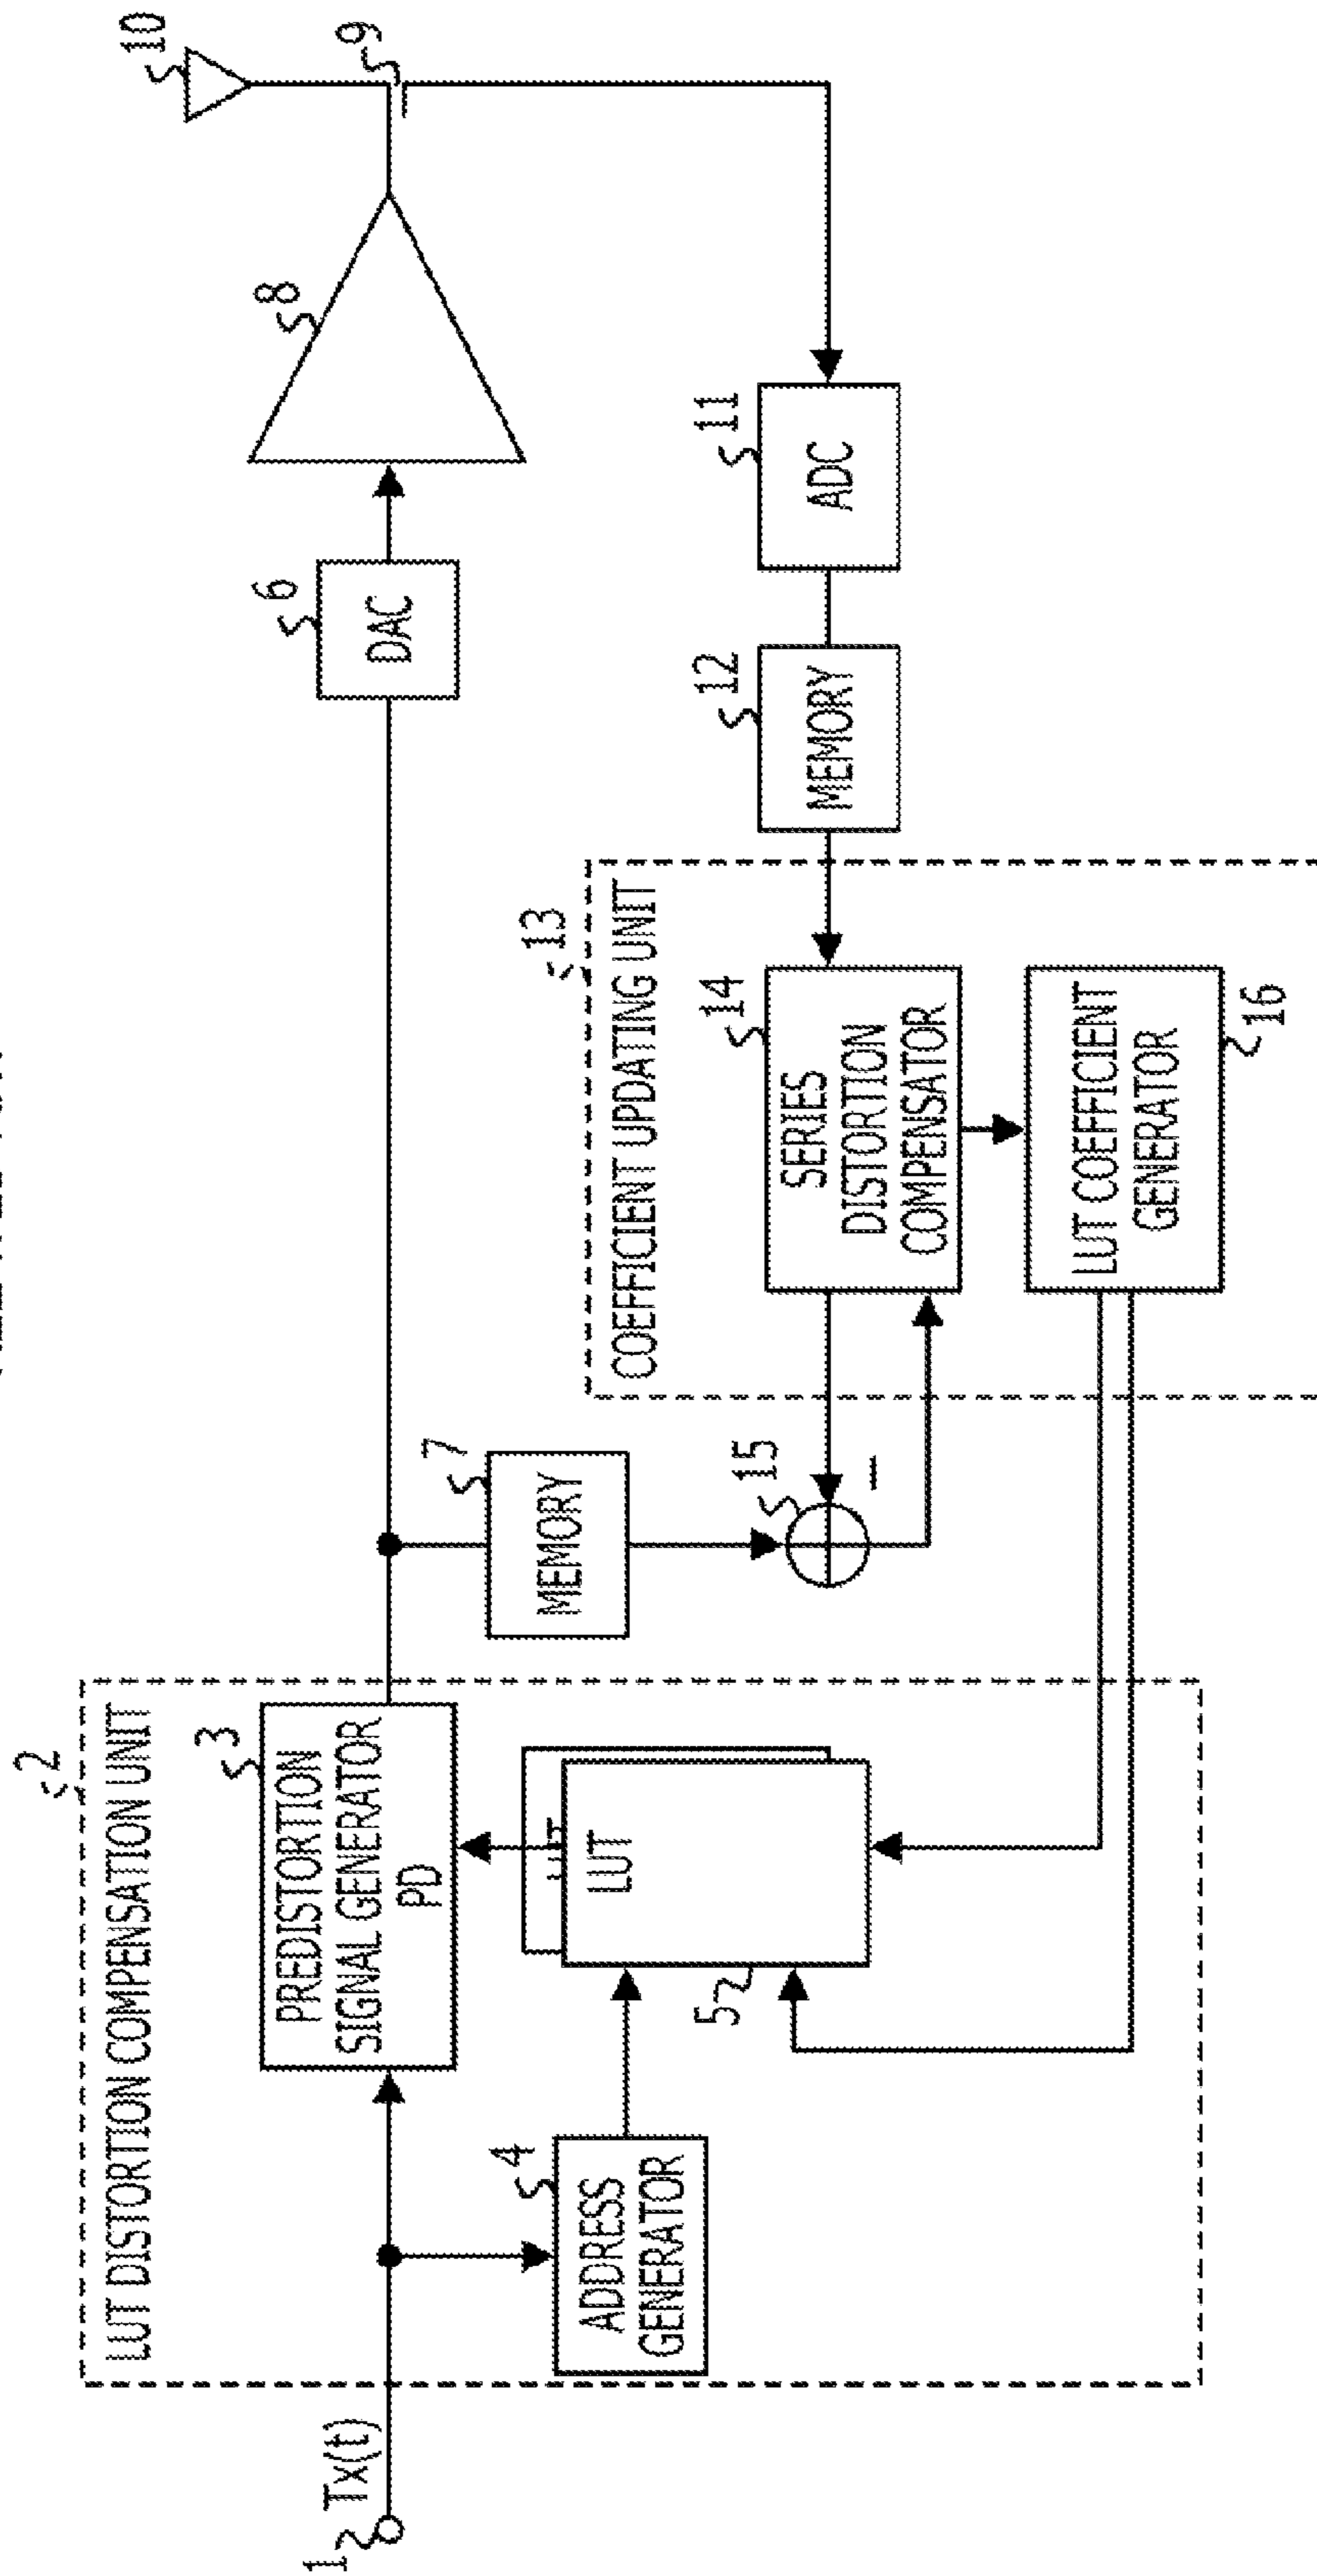 2
LUT DISTORTION COMPENSATION UNIT
1
Tx(t)
3
PREDISTORTION
SIGNAL GENERATOR
PD
4
ADDRESS
GENERATOR
5
LUT
7
MEMORY
6
DAC
8
9
10
11
ADC
12
MEMORY
13
COEFFICIENT UPDATING UNIT
14
SERIES
DISTORTION
COMPENSATOR
15
−
LUT COEFFICIENT
GENERATOR
16